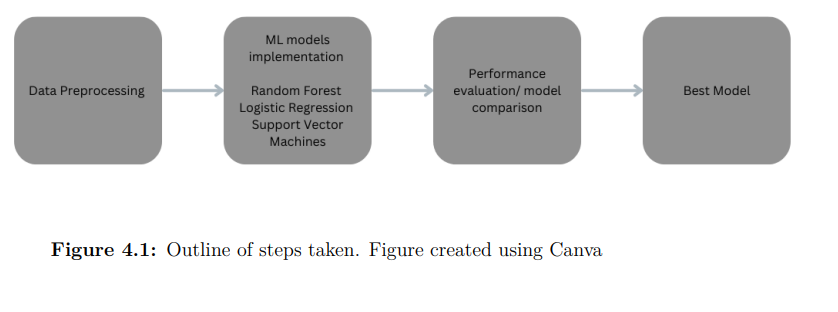 Data Preprocessing
ML models
implementation
Random Forest
Logistic Regression
Support Vector
Machines
Performance
evaluation/ model
comparison
Best Model
Figure 4.1: Outline of steps taken. Figure created using Canva